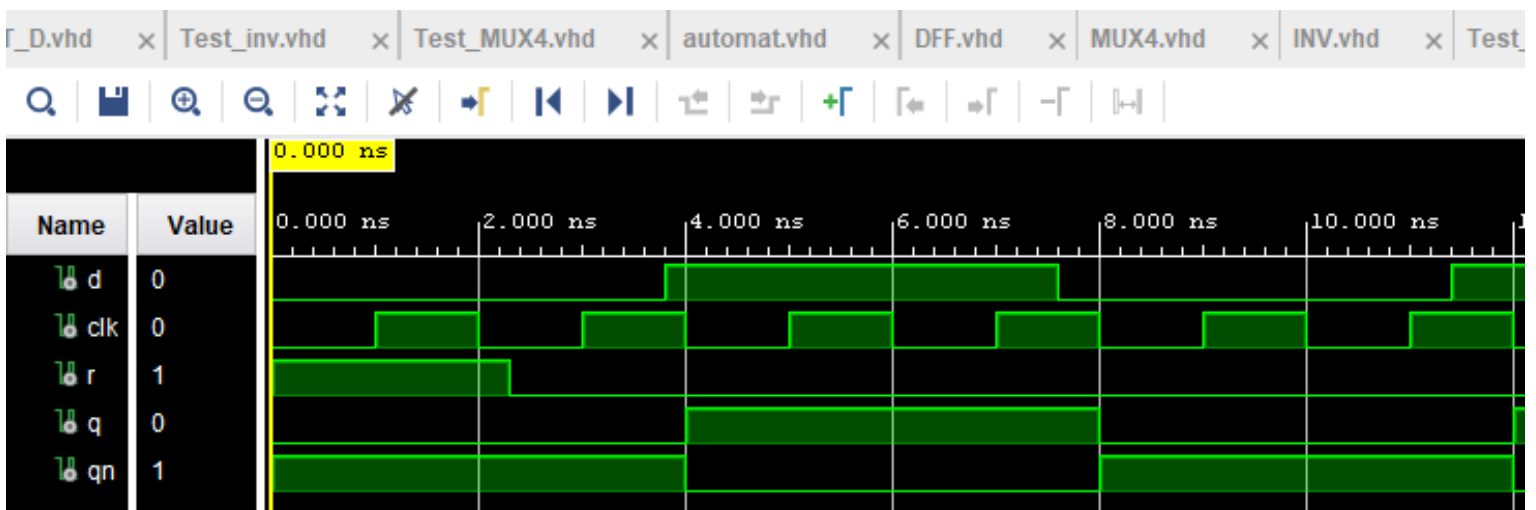 T_D.vhd Test_inv.vhd Test_MUX4.vhd automat.vhd DFF.vhd MUX4.vhd INV.vhd Test_
0.000 ns
Name Value 0.000 ns 2.000 ns 4.000 ns 6.000 ns 8.000 ns 10.000 ns 1
d 0
clk 0
r 1
q 0
qn 1